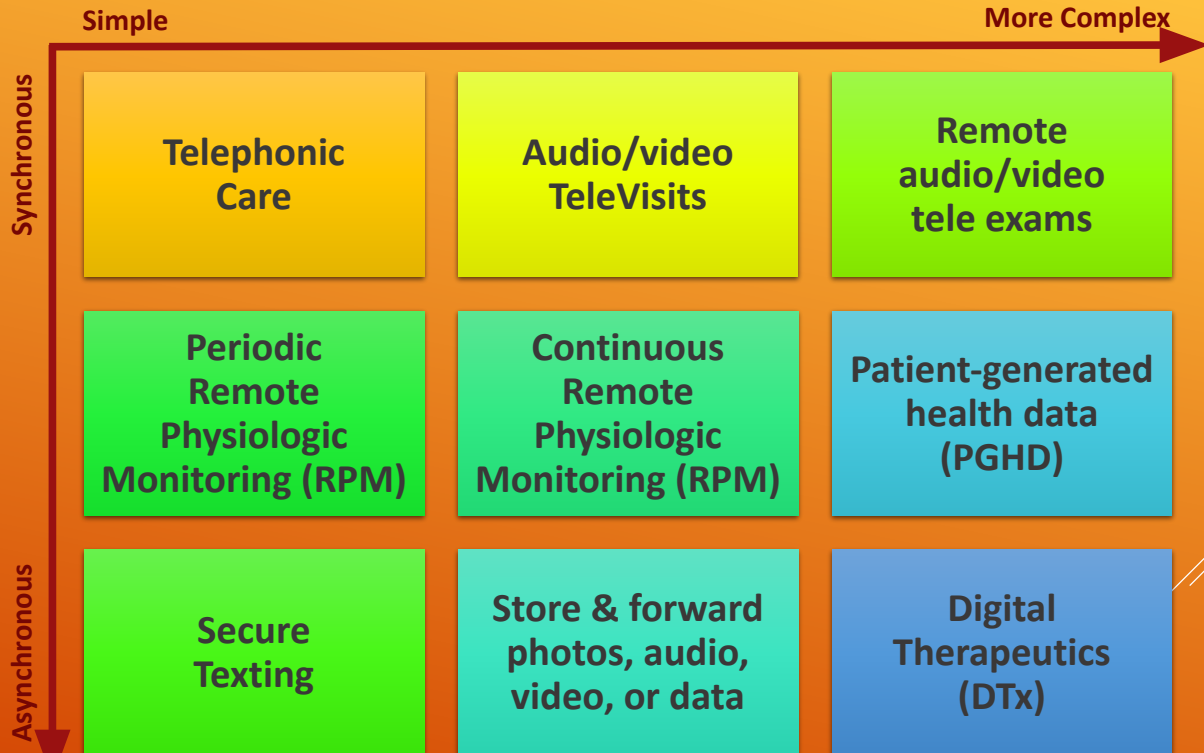 Simple
More Complex
Synchronous
Telephonic
Care
Audio/video
TeleVisits
Remote
audio/video
tele exams
Periodic
Remote
Physiologic
Monitoring (RPM)
Continuous
Remote
Physiologic
Monitoring (RPM)
Patient-generated
health data
(PGHD)
Asynchronous
Secure
Texting
Store & forward
photos, audio,
video, or data
Digital
Therapeutics
(DTx)